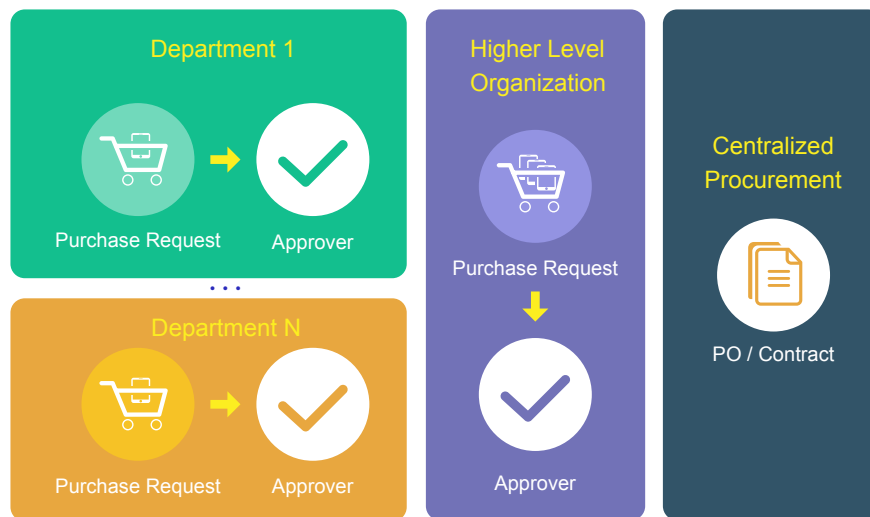 Department 1
Purchase Request
Approver
...
Department N
Purchase Request
Approver
Higher Level
Organization
Purchase Request
Approver
Centralized
Procurement
PO / Contract